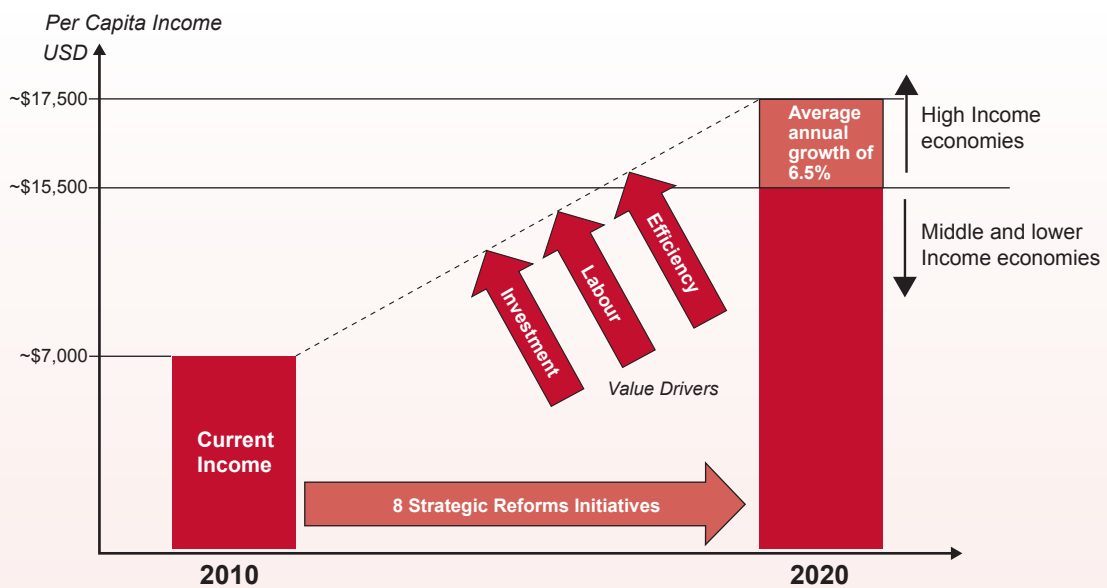 Per Capita Income
USD
~$17,500
~$15,500
~$7,000
Average
annual
growth of
6.5%
High Income
economies
Middle and lower
Income economies
Investment
Labour
Efficiency
Value Drivers
Current
Income
8 Strategic Reforms Initiatives
2010
2020